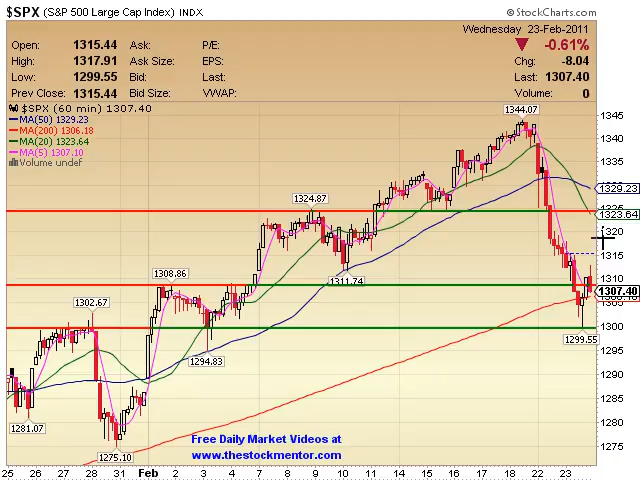 $SPX (S&P 500 Large Cap Index) INDX © StockCharts.com
Wednesday 23-Feb-2011
Open: 1315.44 Ask: P/E: -0.61%
High: 1317.91 Ask Size: EPS: Chg: -8.04
Low: 1299.55 Bid: Last: Last: 1307.40
Prev Close: 1315.44 Bid Size: VWAP: Volume: 0
$SPX (60 min) 1307.40
MA(50) 1329.23
MA(200) 1306.18
MA(20) 1323.64
MA(5) 1307.10
Volume undef
1344.07
1324.87
1311.74
1308.86
1302.67
1294.83
1299.55
1281.07
1275.10
1345
1340
1335
1329.23
1323.64
1320
1315
1310
1307.40
1305
1300
1295
1290
1285
1280
1275
Free Daily Market Videos at
www.thestockmentor.com
25 26 27 28 31 Feb 2 3 4 7 8 9 10 11 14 15 16 17 18 22 23